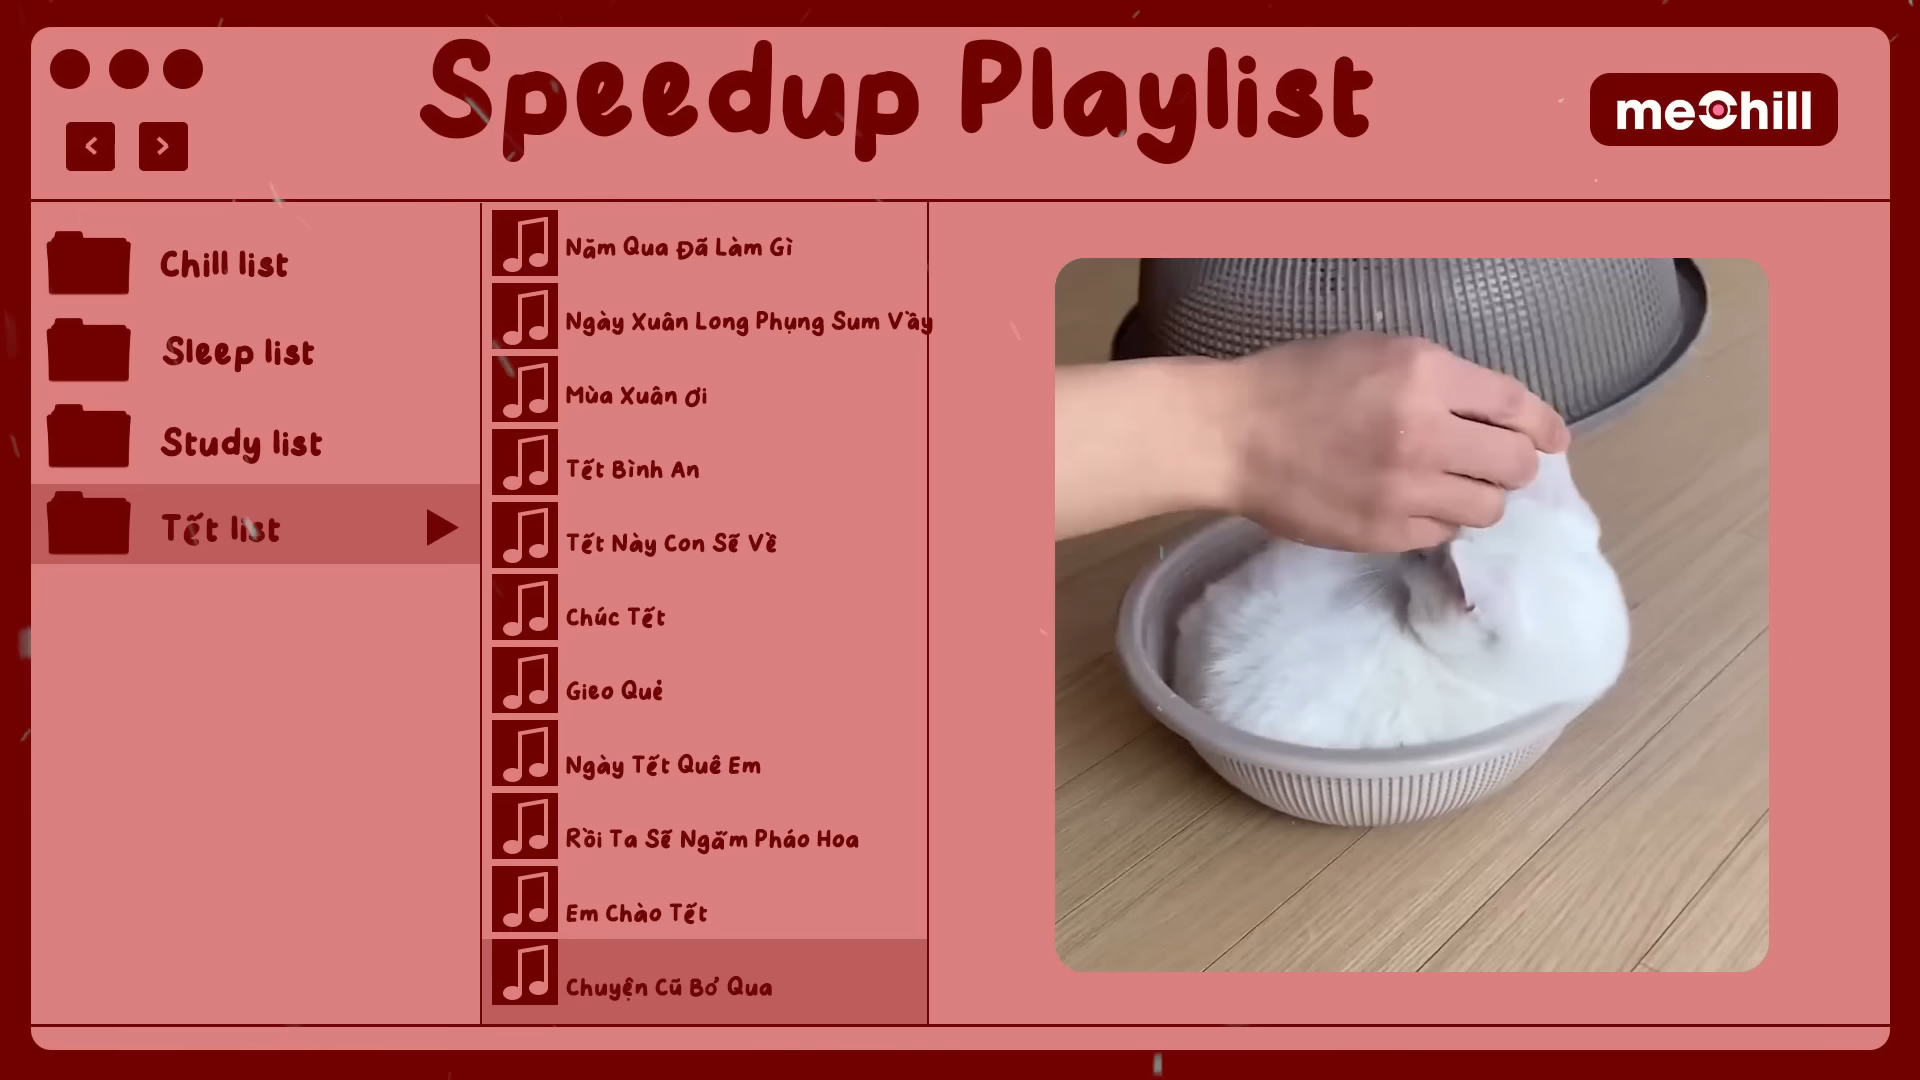 Speedup Playlist
mechill
Chill list
Sleep list
Study list
Tết list
Năm Qua Đã Làm Gì
Ngày Xuân Long Phụng Sum Vầy
Mùa Xuân ơi
Tết Bình An
Tết Này Con Sẽ Về
Chúc Tết
Gieo Quẻ
Ngày Tết Quê Em
Rồi Ta Sẽ Ngắm Pháo Hoa
Em Chào Tết
Chuyện Cũ Bỏ Qua